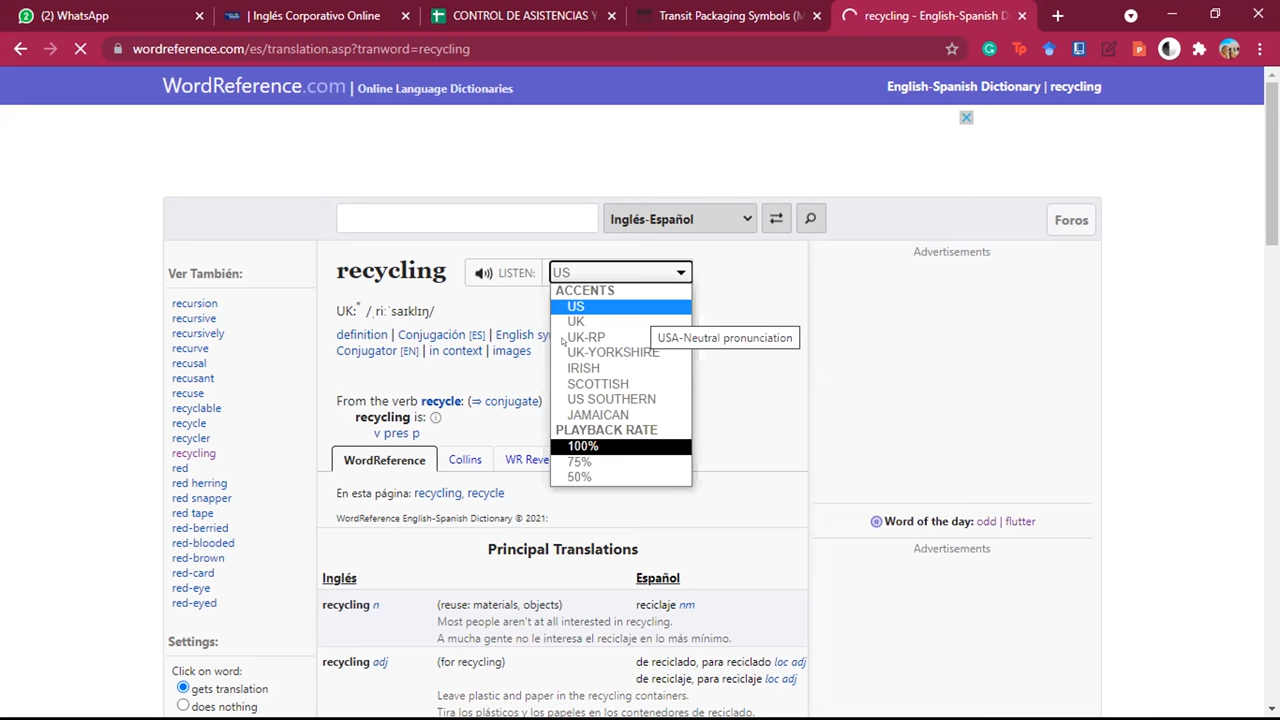 (2) WhatsApp
| Inglés Corporativo Online
CONTROL DE ASISTENCIAS Y
Transit Packaging Symbols (M
recycling - English-Spanish D
wordreference.com/es/translation.asp?tranword=recycling
WordReference.com | Online Language Dictionaries
English-Spanish Dictionary | recycling
Inglés-Español
Foros
Ver También:
recursion
recursive
recursively
recurve
recusal
recusant
recuse
recyclable
recycle
recycler
recycling
red
red herring
red snapper
red tape
red-berried
red-blooded
red-brown
red-card
red-eye
red-eyed
Settings:
Click on word:
gets translation
does nothing
recycling
LISTEN:
US
ACCENTS
US
UK
UK-RP
UK-YORKSHIRE
IRISH
SCOTTISH
US SOUTHERN
JAMAICAN
PLAYBACK RATE
100%
75%
50%
USA-Neutral pronunciation
UK:* /ˌriːˈsaɪklɪŋ/
definition | Conjugación [ES] | English sy
Conjugator [EN] | in context | images
From the verb recycle: (⇒ conjugate)
recycling is:
v pres p
WordReference
Collins
WR Reve
En esta página: recycling, recycle
WordReference English-Spanish Dictionary © 2021:
Principal Translations
Inglés Español
recycling n (reuse: materials, objects) reciclaje nm
Most people aren't at all interested in recycling.
A mucha gente no le interesa el reciclaje en lo más mínimo.
recycling adj (for recycling) de reciclado, para reciclado loc adj
de reciclaje, para reciclaje loc adj
Leave plastic and paper in the recycling containers.
Tira los plásticos y los papeles en los contenedores de reciclado.
Advertisements
Word of the day: odd | flutter
Advertisements